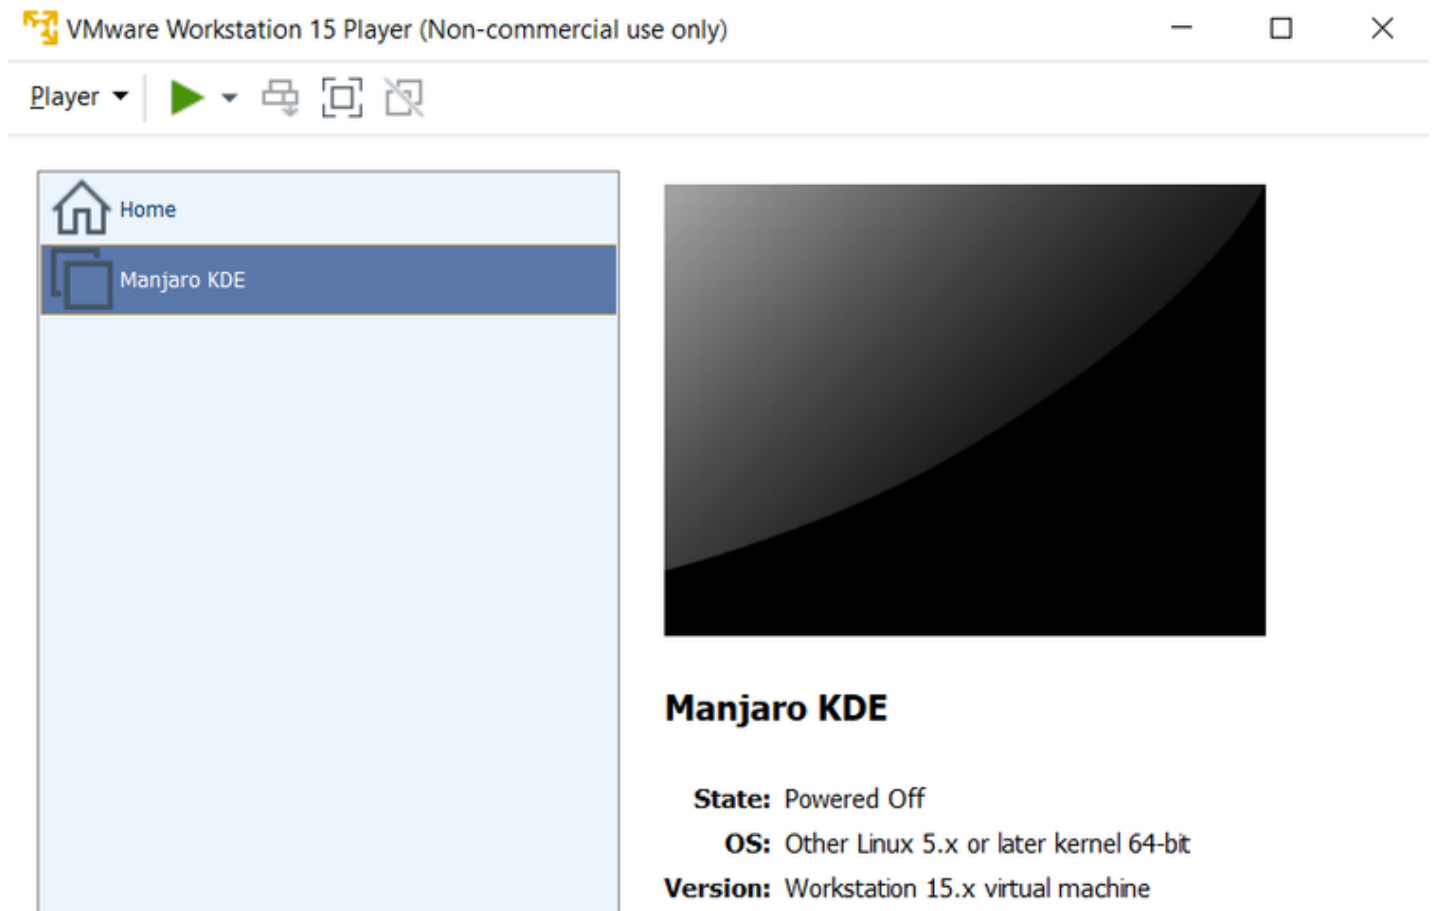 VMware Workstation 15 Player (Non-commercial use only)
Player
Home
Manjaro KDE
Manjaro KDE
State: Powered Off
OS: Other Linux 5.x or later kernel 64-bit
Version: Workstation 15.x virtual machine